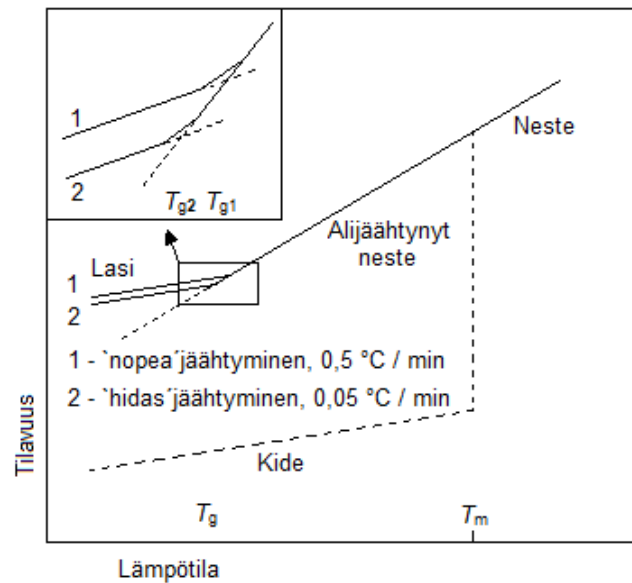 1
2
Tg2 Tg1
Neste
Alijäähtynyt
neste
Lasi
1
2
1 - `nopea´jäähtyminen, 0,5 °C / min
2 - `hidas´jäähtyminen, 0,05 °C / min
Tilavuus
Kide
Tg
Tm
Lämpötila